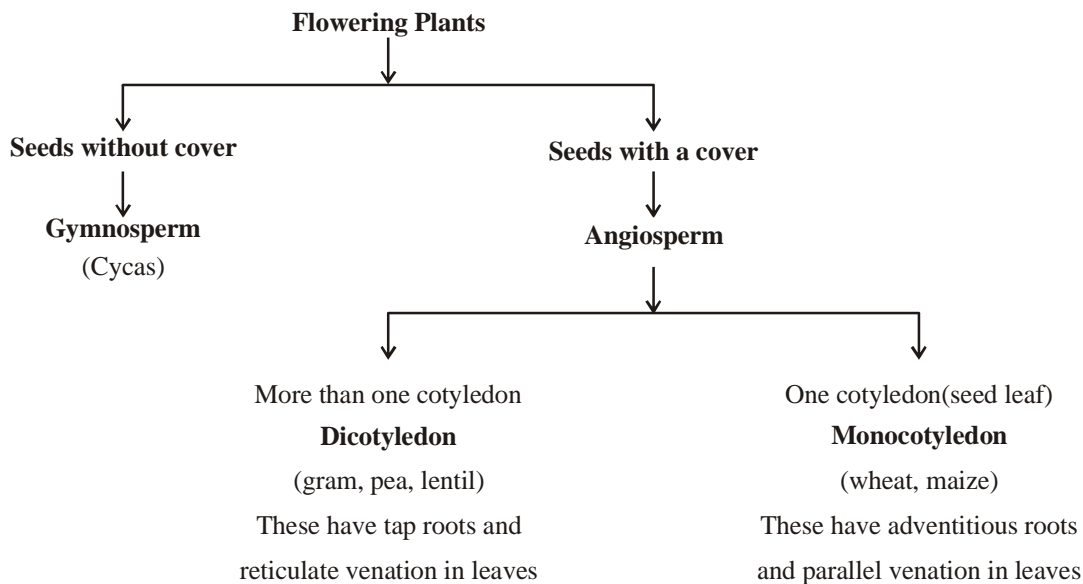 Flowering Plants
Seeds without cover
Seeds with a cover
Gymnosperm
(Cycas)
Angiosperm
More than one cotyledon
Dicotyledon
(gram, pea, lentil)
These have tap roots and
reticulate venation in leaves
One cotyledon(seed leaf)
Monocotyledon
(wheat, maize)
These have adventitious roots
and parallel venation in leaves